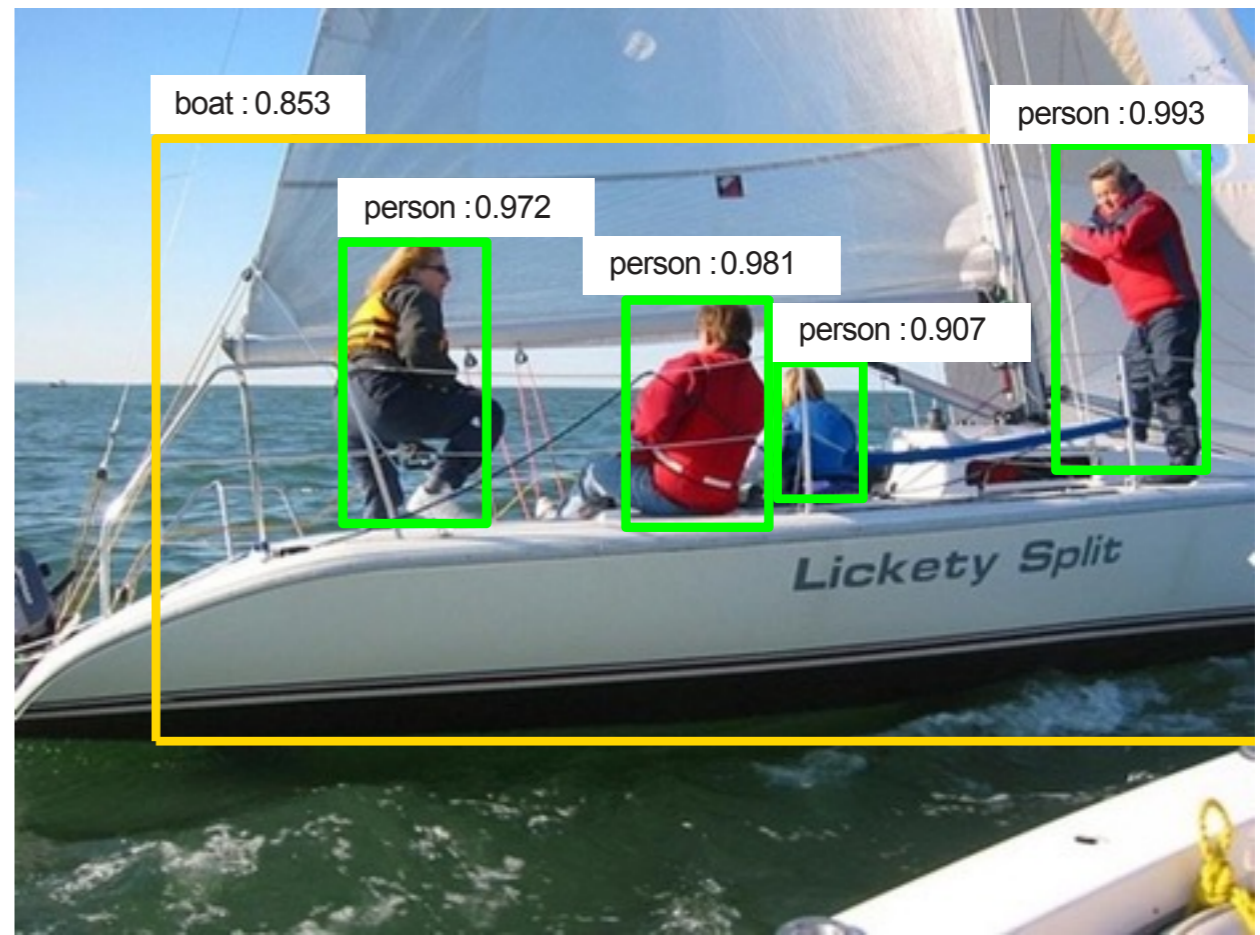 boat : 0.853
person : 0.993
person : 0.972
person : 0.981
person : 0.907
Lickety Split